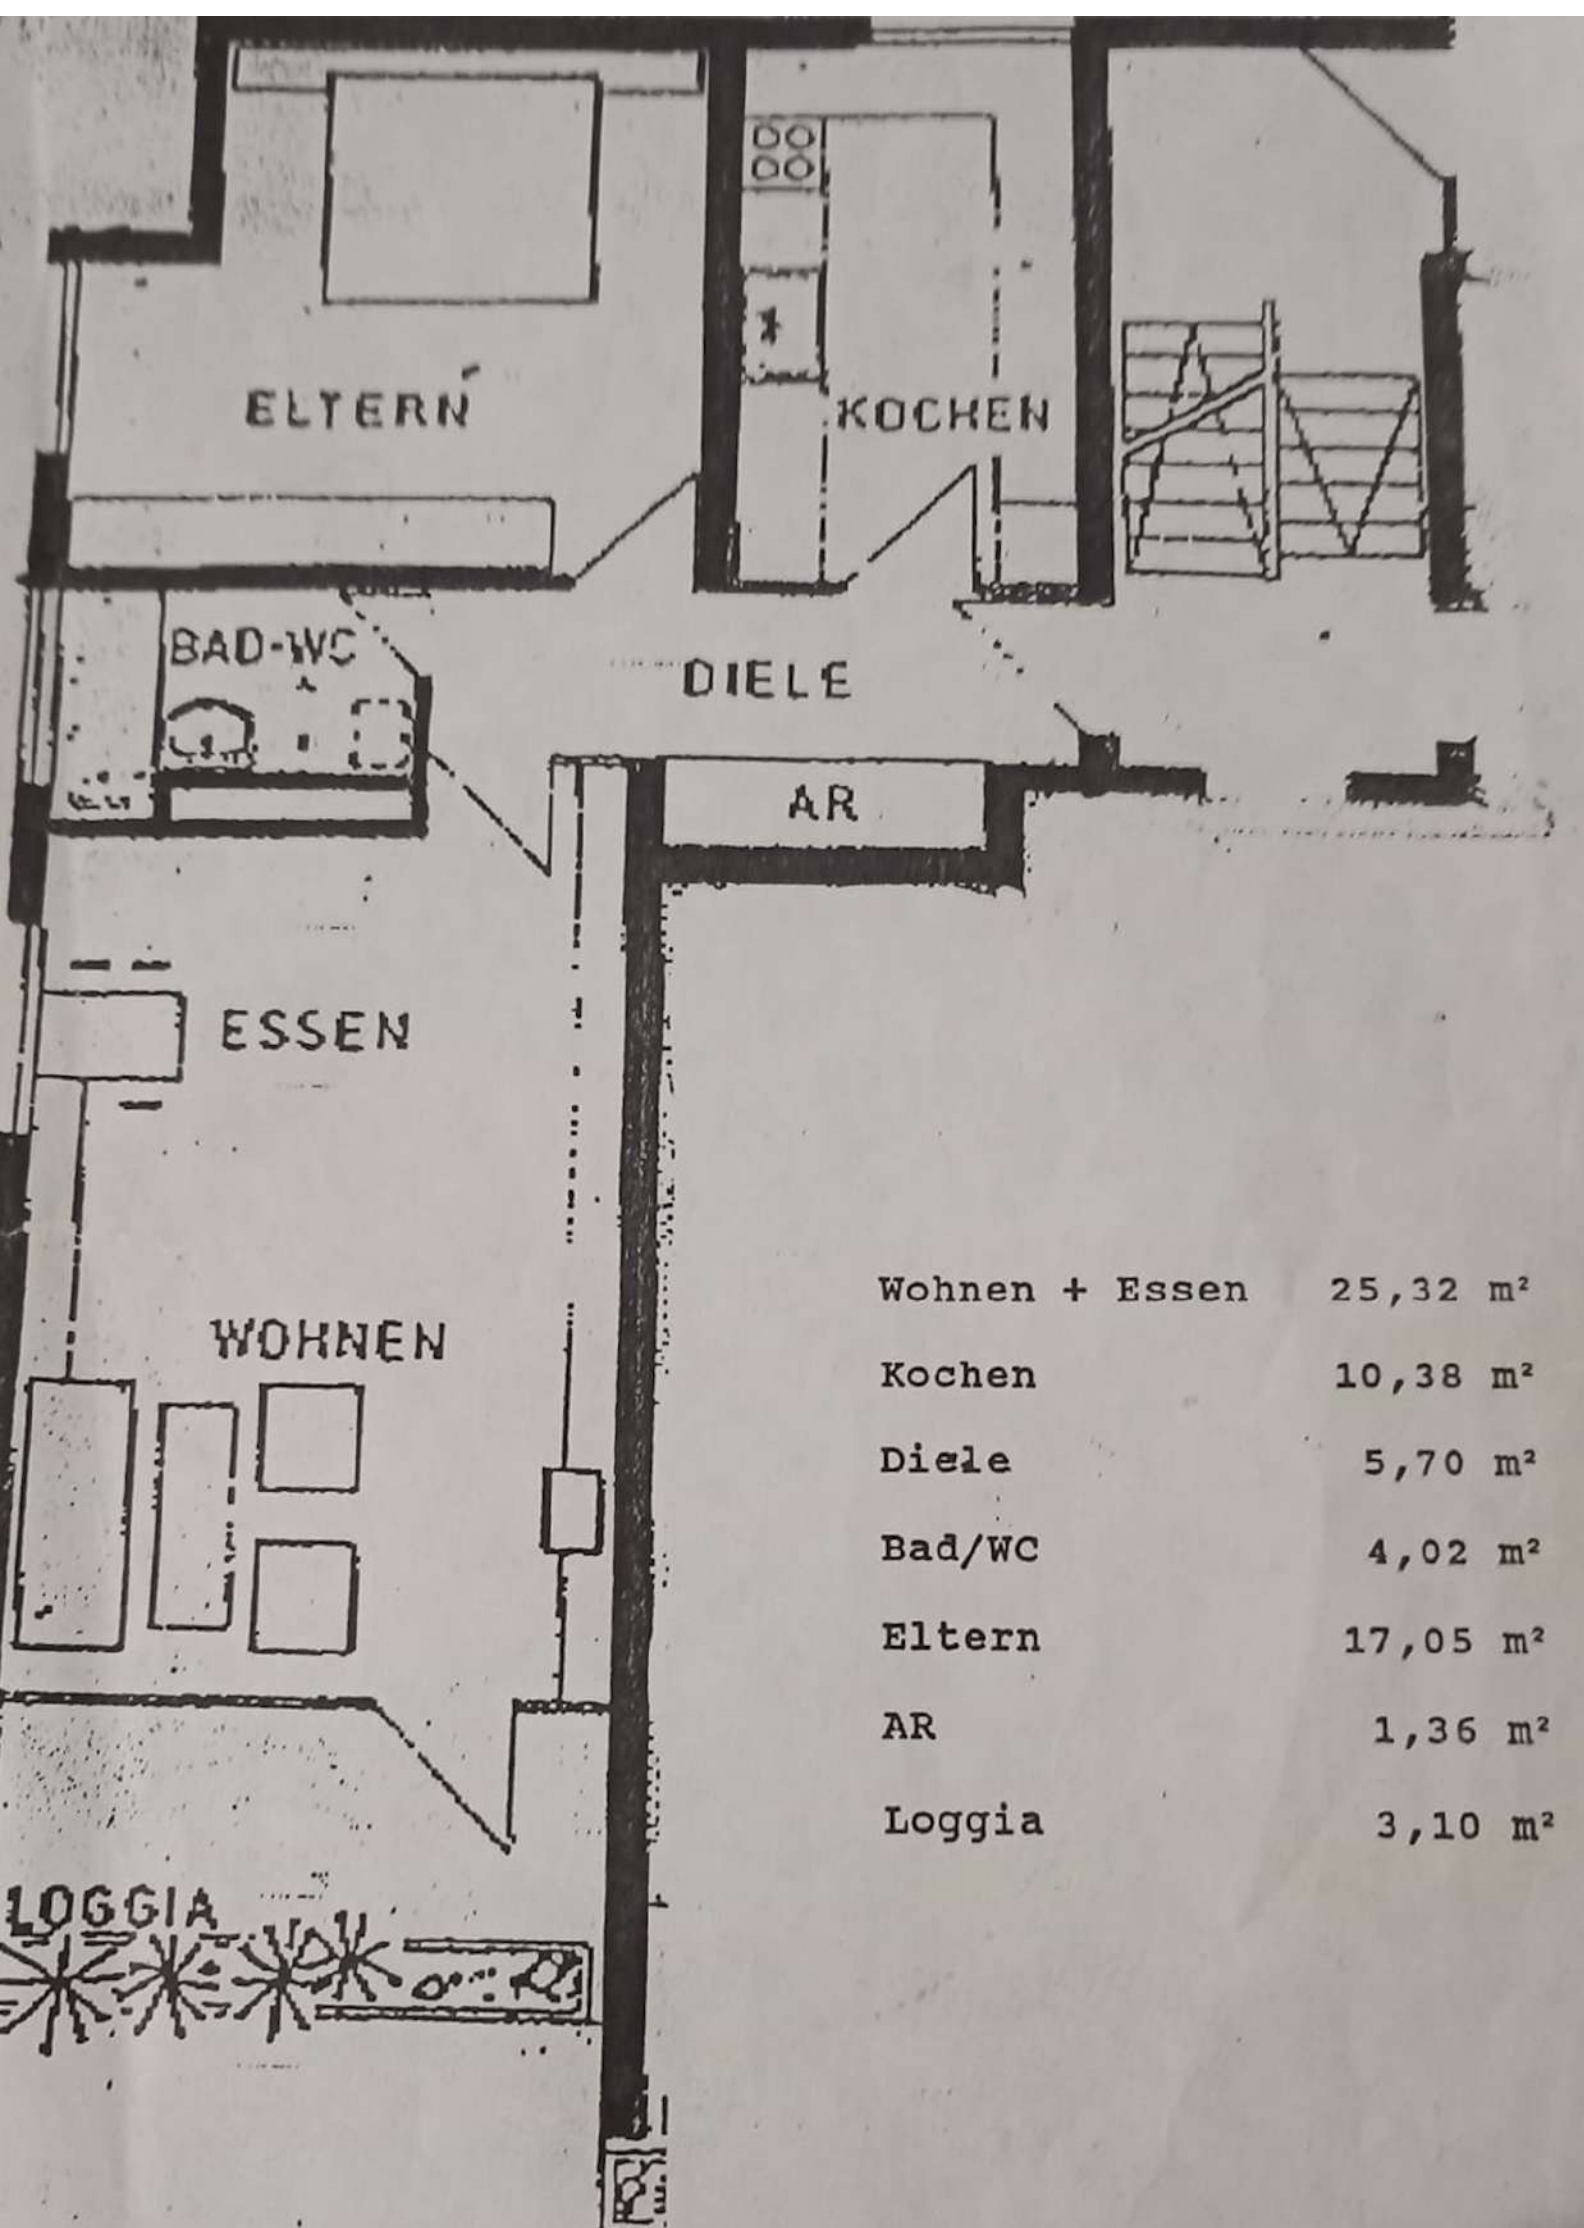 ELTERN
KOCHEN
BAD-WC
DIELE
AR
ESSEN
WOHNEN
LOGGIA
Wohnen + Essen 25,32 m²
Kochen 10,38 m²
Diele 5,70 m²
Bad/WC 4,02 m²
Eltern 17,05 m²
AR 1,36 m²
Loggia 3,10 m²